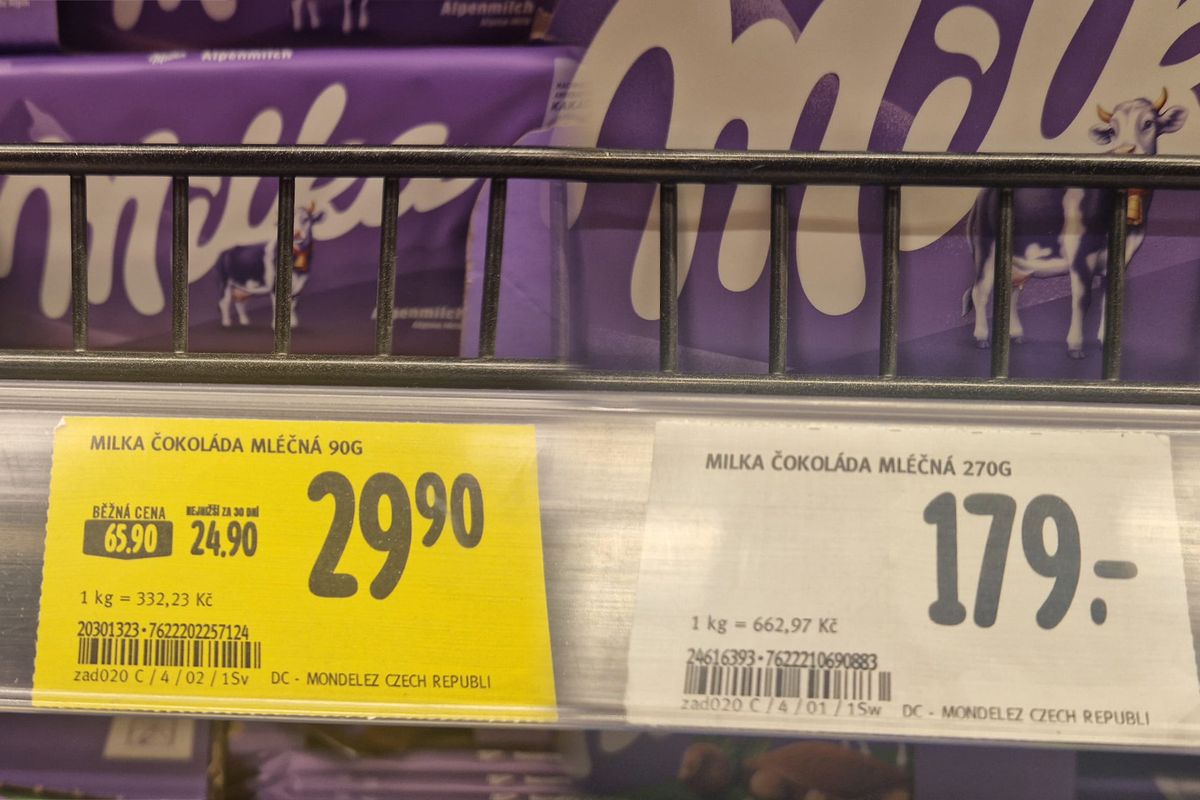 Alpenmilch
Milka Alpenmilch
Milka
Milka
Alpenmilch
MILKA ČOKOLÁDA MLÉČNÁ 90G
BĚŽNÁ CENA
65.90
NEJNIŽŠÍ ZA 30 DNÍ
24.90
29 90
1 kg = 332,23 Kč
20301323•7622202257124
zad020 C / 4 / 02 / 1Sv DC - MONDELEZ CZECH REPUBLI
MILKA ČOKOLÁDA MLÉČNÁ 270G
179.-
1 kg = 662,97 Kč
24616393•7622210690883
zad020 C / 4 / 01 / 1Sw DC - MONDELEZ CZECH REPUBLI